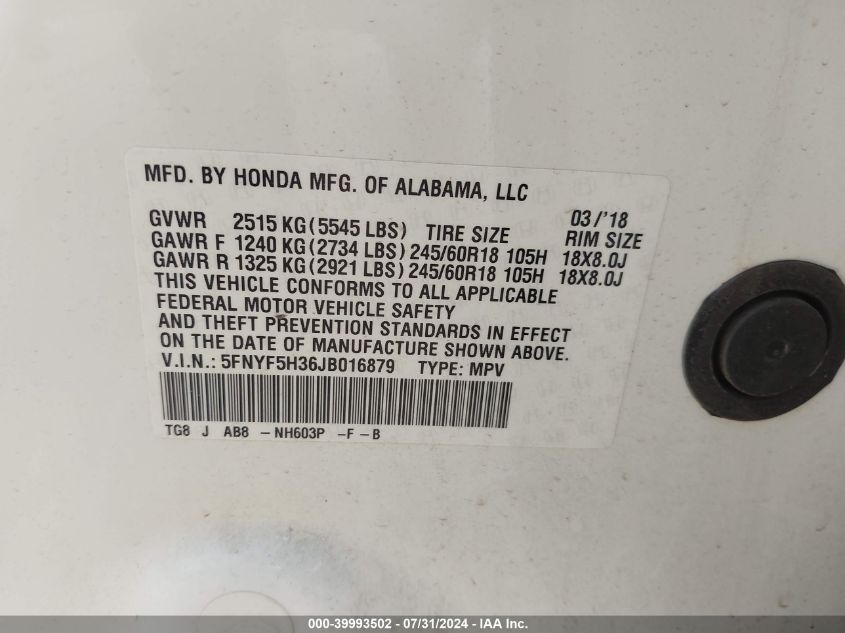 MFD. BY HONDA MFG. OF ALABAMA, LLC
03/'18
GVWR 2515 KG(5545 LBS) TIRE SIZE RIM SIZE
GAWR F 1240 KG(2734 LBS) 245/60R18 105H 18X8.0J
GAWR R 1325 KG(2921 LBS) 245/60R18 105H 18X8.0J
THIS VEHICLE CONFORMS TO ALL APPLICABLE
FEDERAL MOTOR VEHICLE SAFETY
AND THEFT PREVENTION STANDARDS IN EFFECT
ON THE DATE OF MANUFACTURE SHOWN ABOVE.
V.I.N.: 5FNYF5H36JB016879 TYPE: MPV
TG8 J AB8 -NH603P -F-B
000-39993502 - 07/31/2024 - IAA Inc.